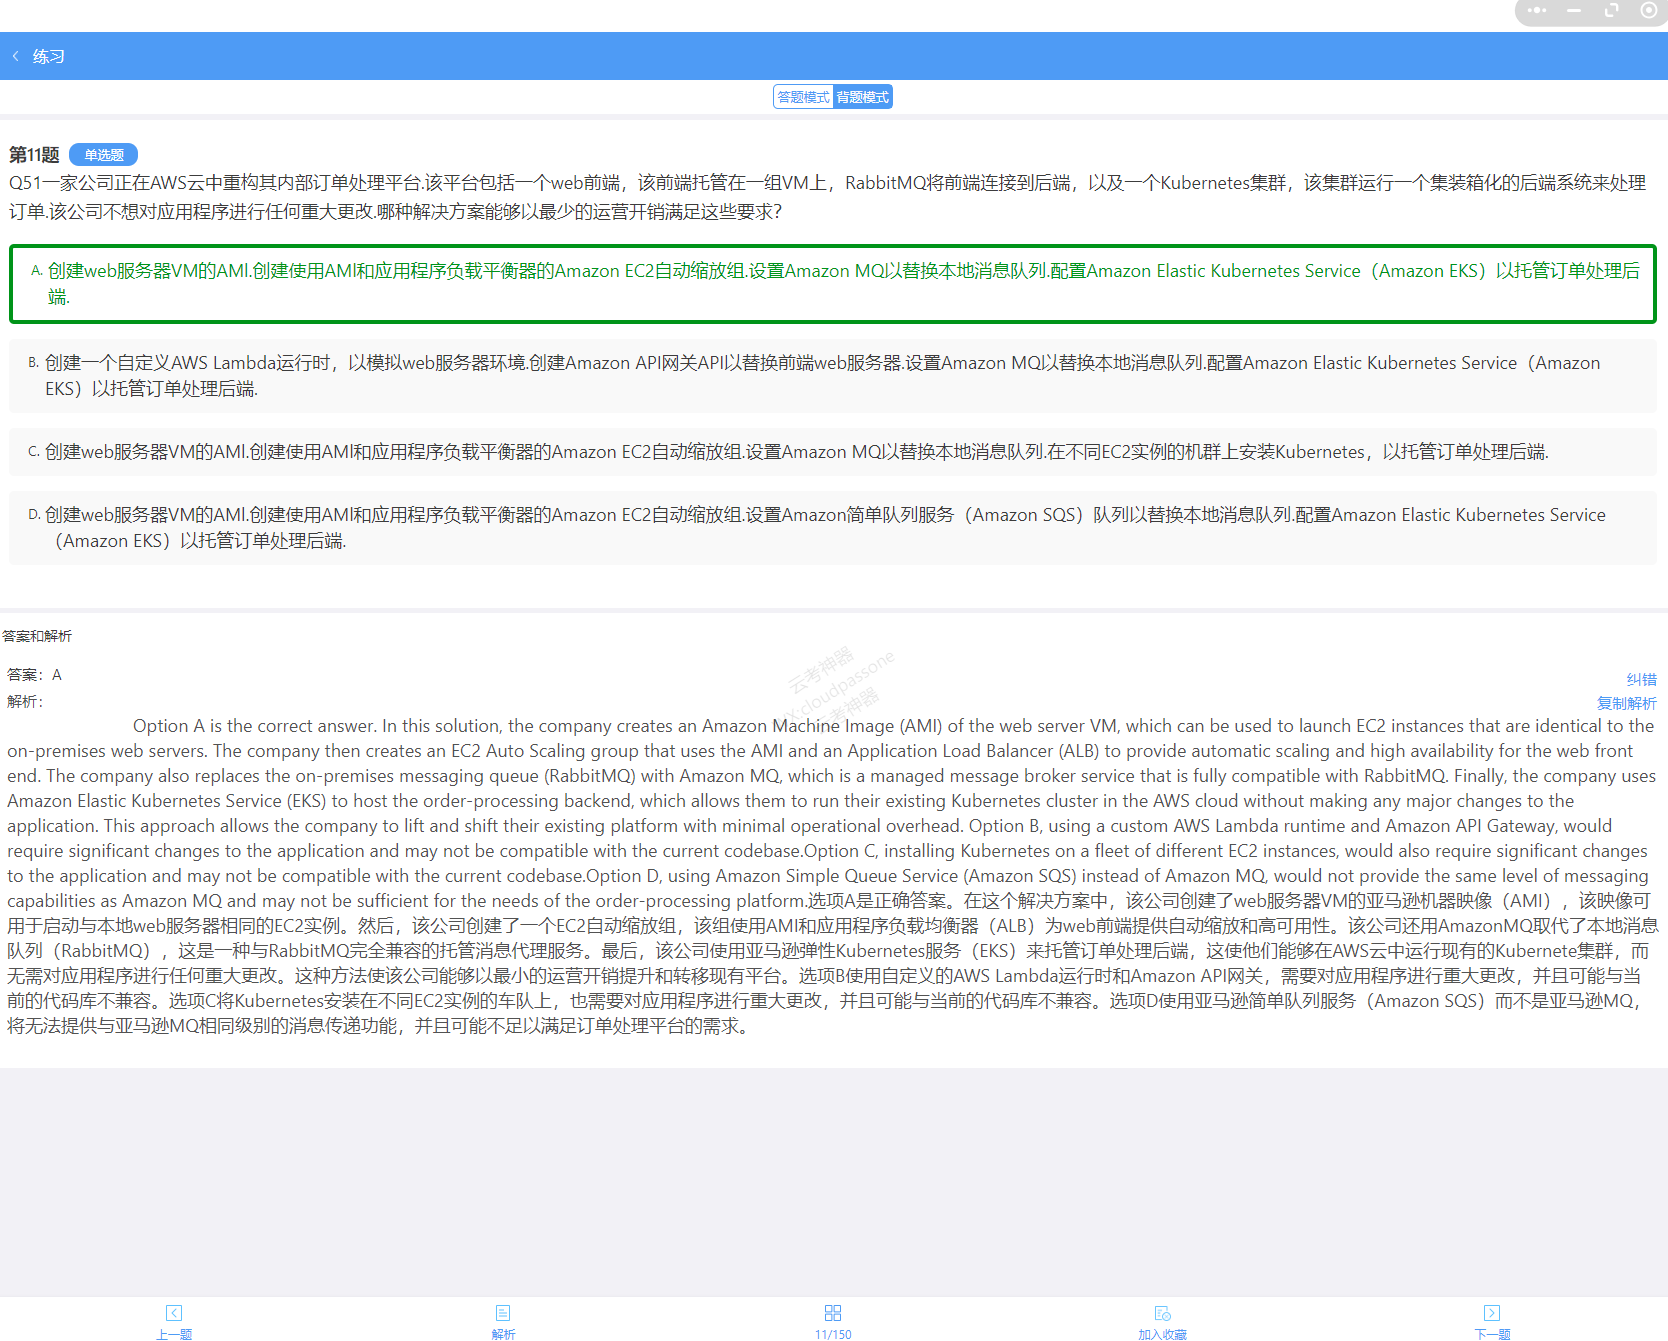 练习
答题模式 背题模式
第11题 单选题
Q51一家公司正在AWS云中重构其内部订单处理平台.该平台包括一个web前端，该前端托管在一组VM上，RabbitMQ将前端连接到后端，以及一个Kubernetes集群，该集群运行一个集装箱化的后端系统来处理
订单.该公司不想对应用程序进行任何重大更改.哪种解决方案能够以最少的运营开销满足这些要求?
A. 创建web服务器VM的AMI.创建使用AMI和应用程序负载平衡器的Amazon EC2自动缩放组.设置Amazon MQ以替换本地消息队列.配置Amazon Elastic Kubernetes Service（Amazon EKS）以托管订单处理后
端.
B. 创建一个自定义AWS Lambda运行时，以模拟web服务器环境.创建Amazon API网关API以替换前端web服务器.设置Amazon MQ以替换本地消息队列.配置Amazon Elastic Kubernetes Service（Amazon
EKS）以托管订单处理后端.
C. 创建web服务器VM的AMI.创建使用AMI和应用程序负载平衡器的Amazon EC2自动缩放组.设置Amazon MQ以替换本地消息队列.在不同EC2实例的机群上安装Kubernetes，以托管订单处理后端.
D. 创建web服务器VM的AMI.创建使用AMI和应用程序负载平衡器的Amazon EC2自动缩放组.设置Amazon简单队列服务（Amazon SQS）队列以替换本地消息队列.配置Amazon Elastic Kubernetes Service
（Amazon EKS）以托管订单处理后端.
答案和解析
云考神器
VX:cloudpassone
云考神器
答案：A
纠错
解析：
复制解析
Option A is the correct answer. In this solution, the company creates an Amazon Machine Image (AMI) of the web server VM, which can be used to launch EC2 instances that are identical to the
on-premises web servers. The company then creates an EC2 Auto Scaling group that uses the AMI and an Application Load Balancer (ALB) to provide automatic scaling and high availability for the web front
end. The company also replaces the on-premises messaging queue (RabbitMQ) with Amazon MQ, which is a managed message broker service that is fully compatible with RabbitMQ. Finally, the company uses
Amazon Elastic Kubernetes Service (EKS) to host the order-processing backend, which allows them to run their existing Kubernetes cluster in the AWS cloud without making any major changes to the
application. This approach allows the company to lift and shift their existing platform with minimal operational overhead. Option B, using a custom AWS Lambda runtime and Amazon API Gateway, would
require significant changes to the application and may not be compatible with the current codebase.Option C, installing Kubernetes on a fleet of different EC2 instances, would also require significant changes
to the application and may not be compatible with the current codebase.Option D, using Amazon Simple Queue Service (Amazon SQS) instead of Amazon MQ, would not provide the same level of messaging
capabilities as Amazon MQ and may not be sufficient for the needs of the order-processing platform.选项A是正确答案。在这个解决方案中，该公司创建了web服务器VM的亚马逊机器映像（AMI），该映像可
用于启动与本地web服务器相同的EC2实例。然后，该公司创建了一个EC2自动缩放组，该组使用AMI和应用程序负载均衡器（ALB）为web前端提供自动缩放和高可用性。该公司还用AmazonMQ取代了本地消息
队列（RabbitMQ），这是一种与RabbitMQ完全兼容的托管消息代理服务。最后，该公司使用亚马逊弹性Kubernetes服务（EKS）来托管订单处理后端，这使他们能够在AWS云中运行现有的Kubernete集群，而
无需对应用程序进行任何重大更改。这种方法使该公司能够以最小的运营开销提升和转移现有平台。选项B使用自定义的AWS Lambda运行时和Amazon API网关，需要对应用程序进行重大更改，并且可能与当
前的代码库不兼容。选项C将Kubernetes安装在不同EC2实例的车队上，也需要对应用程序进行重大更改，并且可能与当前的代码库不兼容。选项D使用亚马逊简单队列服务（Amazon SQS）而不是亚马逊MQ，
将无法提供与亚马逊MQ相同级别的消息传递功能，并且可能不足以满足订单处理平台的需求。
上一题 解析 11/150 加入收藏 下一题